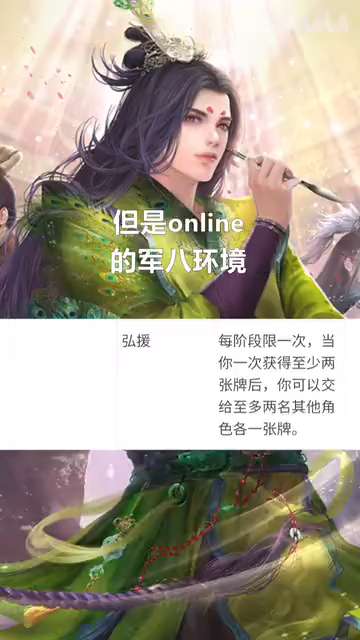 但是online
的军八环境
弘援
每阶段限一次，当
你一次获得至少两
张牌后，你可以交
给至多两名其他角
色各一张牌。